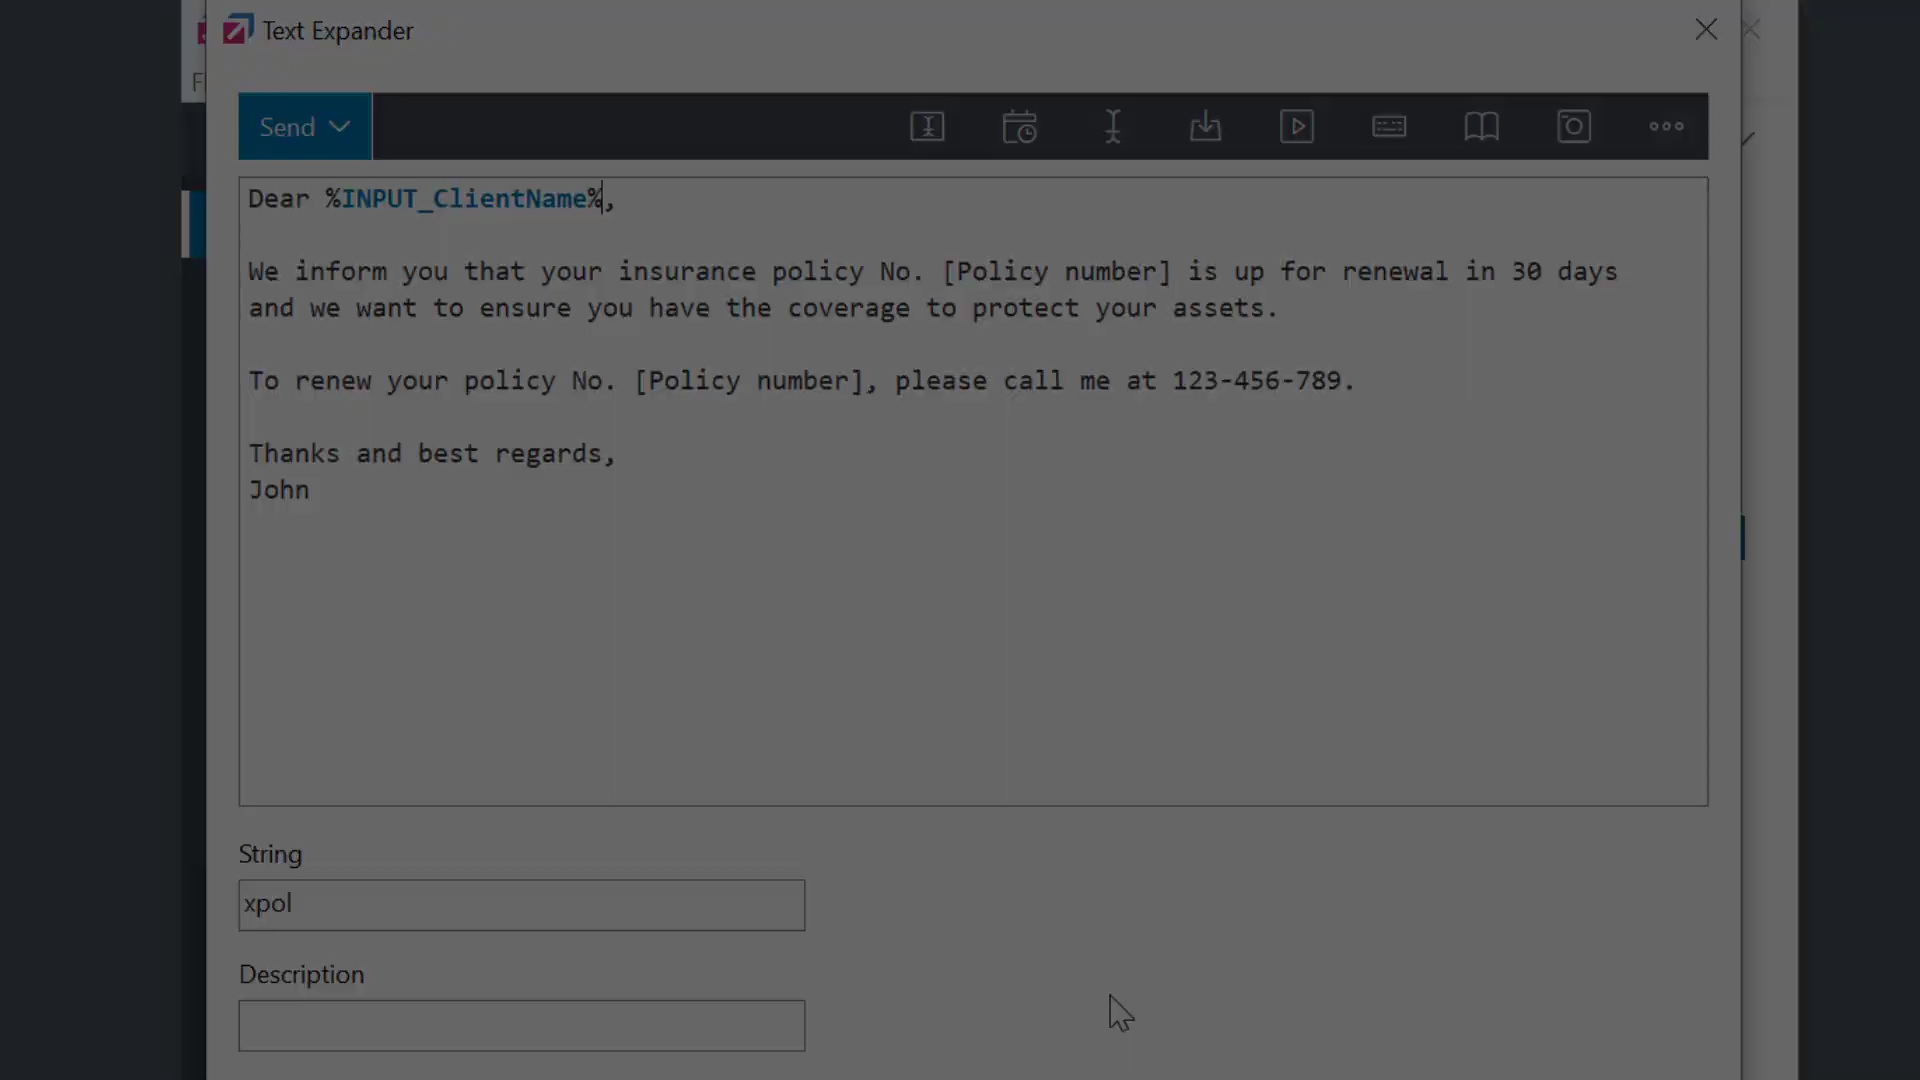 Text Expander
F
Send
Dear %INPUT_ClientName%,
We inform you that your insurance policy No. [Policy number] is up for renewal in 30 days
and we want to ensure you have the coverage to protect your assets.
To renew your policy No. [Policy number], please call me at 123-456-789.
Thanks and best regards,
John
String
xpol
Description